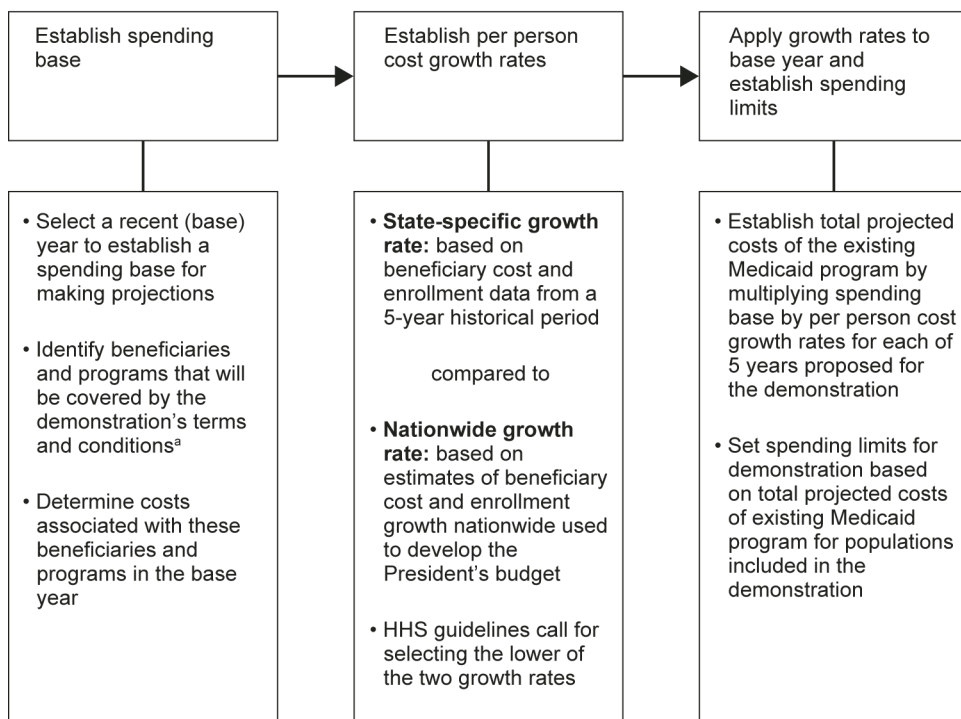 Establish spending
base
Establish per person
cost growth rates
Apply growth rates to
base year and
establish spending
limits
• Select a recent (base)
year to establish a
spending base for
making projections
• Identify beneficiaries
and programs that will
be covered by the
demonstration’s terms
and conditionsᵃ
• Determine costs
associated with these
beneficiaries and
programs in the base
year
• State-specific growth
rate: based on
beneficiary cost and
enrollment data from a
5-year historical period
compared to
• Nationwide growth
rate: based on
estimates of beneficiary
cost and enrollment
growth nationwide used
to develop the
President’s budget
• HHS guidelines call for
selecting the lower of
the two growth rates
• Establish total projected
costs of the existing
Medicaid program by
multiplying spending
base by per person cost
growth rates for each of
5 years proposed for
the demonstration
• Set spending limits for
demonstration based
on total projected costs
of existing Medicaid
program for populations
included in the
demonstration